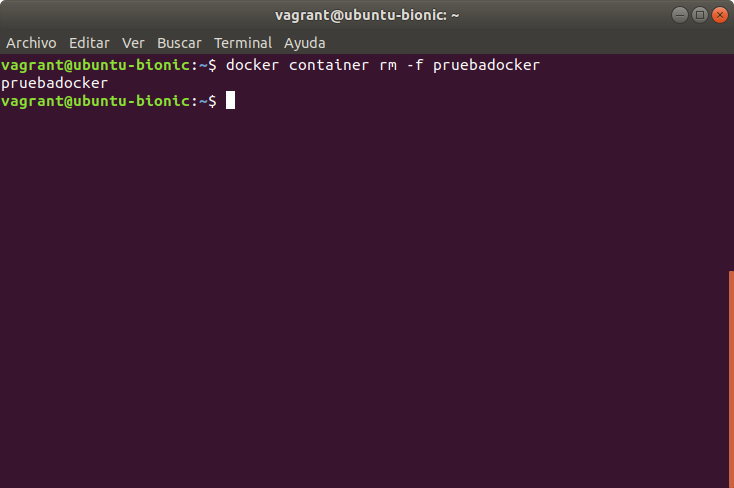 vagrant@ubuntu-bionic: ~
Archivo Editar Ver Buscar Terminal Ayuda
vagrant@ubuntu-bionic:~$ docker container rm -f pruebadocker
pruebadocker
vagrant@ubuntu-bionic:~$